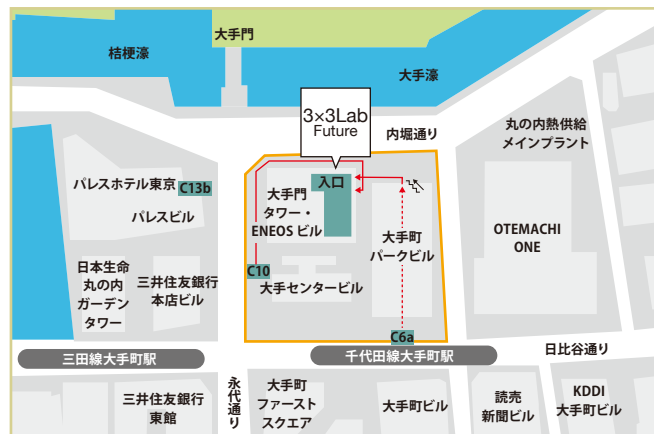 大手門
桔梗濠
大手濠
3×3Lab
Future
内堀通り
丸の内熱供給
メインプラント
パレスホテル東京
C13b
パレスビル
入口
大手門
タワー・
ENEOS ビル
大手町
パークビル
OTEMACHI
ONE
日本生命
丸の内
ガーデン
タワー
三井住友銀行
本店ビル
C10
大手センタービル
C6a
三田線大手町駅
千代田線大手町駅
日比谷通り
永代通り
三井住友銀行
東館
大手町
ファースト
スクエア
大手町ビル
読売
新聞ビル
KDDI
大手町ビル